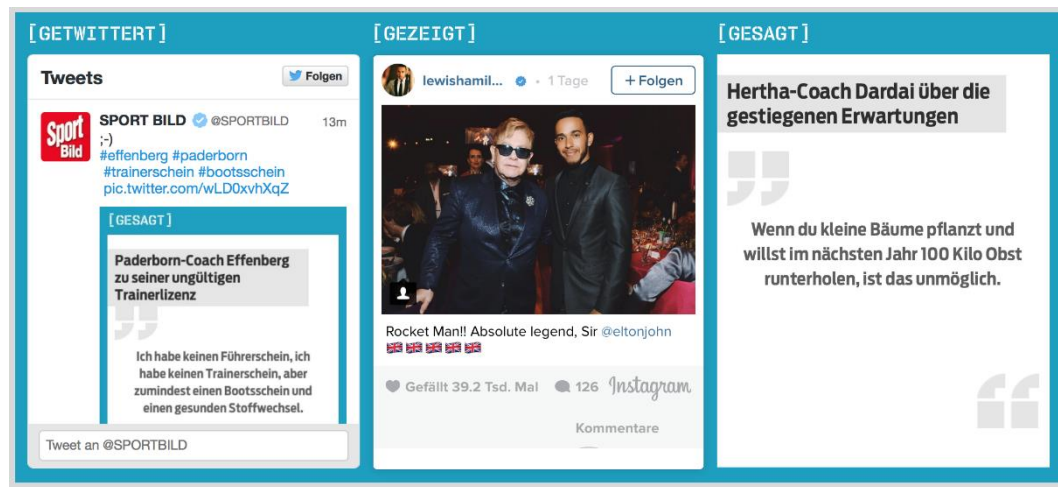 [GETWITTERT]
Tweets
Folgen
Sport
Bild
SPORT BILD @SPORTBILD 13m
;-)
#effenberg #paderborn
#trainerschein #bootsschein
pic.twitter.com/wLD0xvhXqZ
[GESAGT]
Paderborn-Coach Effenberg
zu seiner ungültigen
Trainerlizenz
Ich habe keinen Führerschein, ich
habe keinen Trainerschein, aber
zumindest einen Bootsschein und
einen gesunden Stoffwechsel.
Tweet an @SPORTBILD
[GEZEIGT]
lewishamil... • 1 Tage + Folgen
Rocket Man!! Absolute legend, Sir @eltonjohn
🇬🇧🇬🇧🇬🇧🇬🇧🇬🇧
Gefällt 39.2 Tsd. Mal 126 Instagram
Kommentare
[GESAGT]
Hertha-Coach Dardai über die
gestiegenen Erwartungen
Wenn du kleine Bäume pflanzt und
willst im nächsten Jahr 100 Kilo Obst
runterholen, ist das unmöglich.